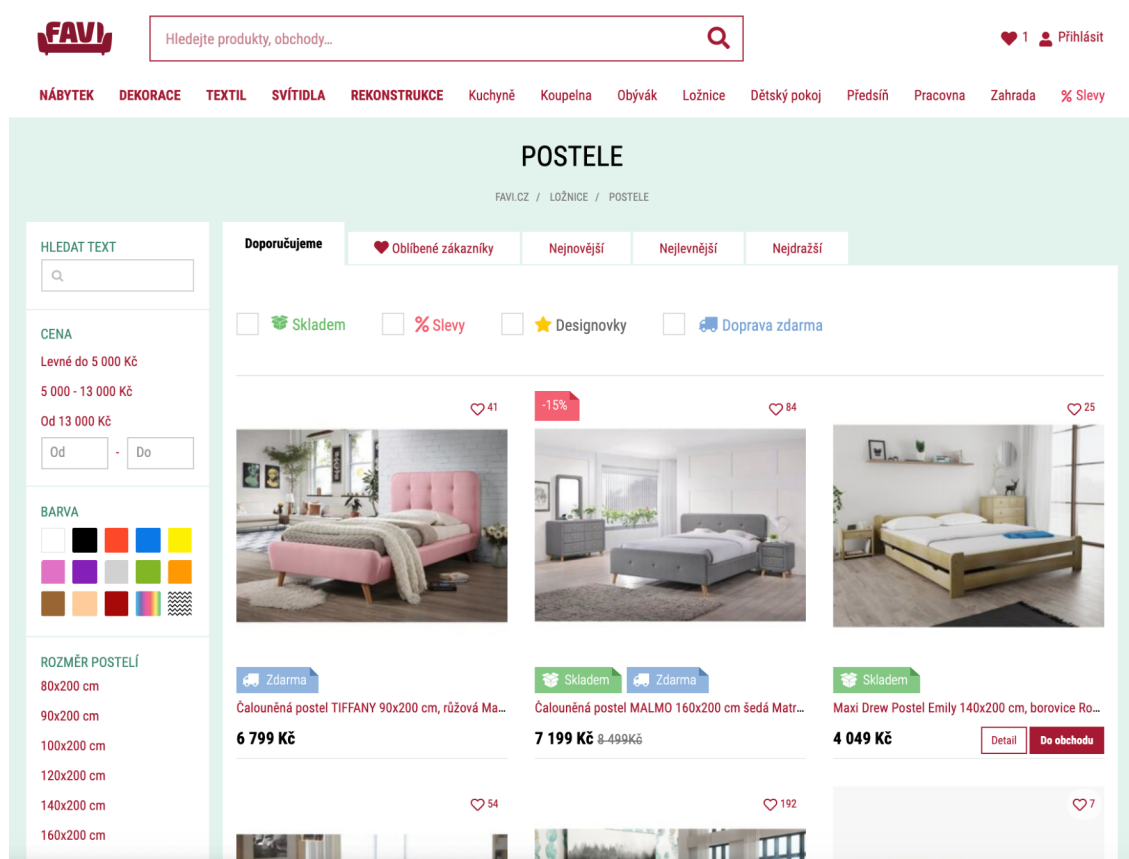 FAVI
Hledejte produkty, obchody...
1 Přihlásit
NÁBYTEK DEKORACE TEXTIL SVÍTIDLA REKONSTRUKCE Kuchyně Koupelna Obývák Ložnice Dětský pokoj Předsíň Pracovna Zahrada % Slevy
POSTELE
FAVI.CZ / LOŽNICE / POSTELE
Doporučujeme Oblíbené zákazníky Nejnovější Nejlevnější Nejdražší
HLEDAT TEXT
Skladem % Slevy Designovky Doprava zdarma
CENA
Levné do 5 000 Kč
5 000 - 13 000 Kč
Od 13 000 Kč
Od - Do
BARVA
ROZMĚR POSTELÍ
80x200 cm
90x200 cm
100x200 cm
120x200 cm
140x200 cm
160x200 cm
41
-15% 84
25
Zdarma
Čalouněná postel TIFFANY 90x200 cm, růžová Ma...
6 799 Kč
Skladem Zdarma
Čalouněná postel MALMO 160x200 cm šedá Matr...
7 199 Kč 8 499Kč
Skladem
Maxi Drew Postel Emily 140x200 cm, borovice Ro...
4 049 Kč Detail Do obchodu
54
192
7